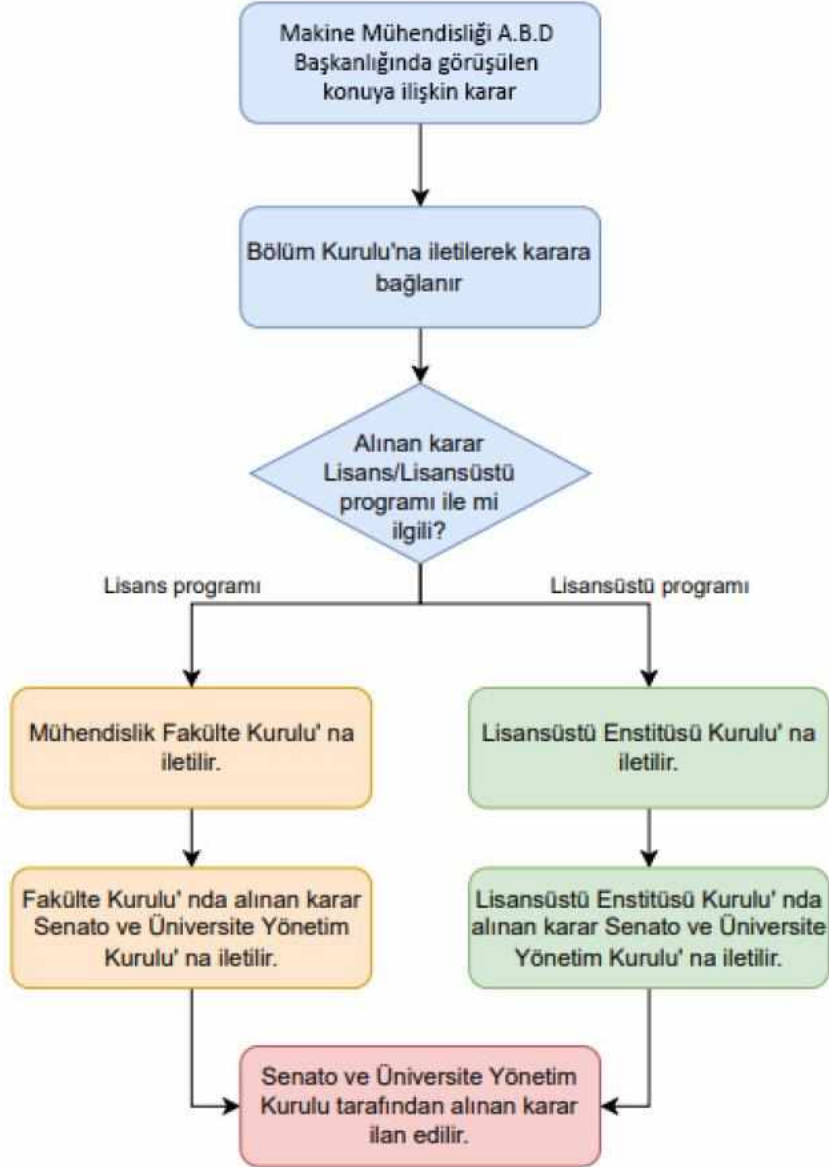 Makine Mühendisliği A.B.D
Başkanlığında görüşülen
konuya ilişkin karar
Bölüm Kurulu'na iletilerek karara
bağlanır
Alınan karar
Lisans/Lisansüstü
programı ile mi
ilgili?
Lisans programı
Lisansüstü programı
Mühendislik Fakülte Kurulu' na
iletilir.
Lisansüstü Enstitüsü Kurulu' na
iletilir.
Fakülte Kurulu' nda alınan karar
Senato ve Üniversite Yönetim
Kurulu' na iletilir.
Lisansüstü Enstitüsü Kurulu' nda
alınan karar Senato ve Üniversite
Yönetim Kurulu' na iletilir.
Senato ve Üniversite Yönetim
Kurulu tarafından alınan karar
ilan edilir.